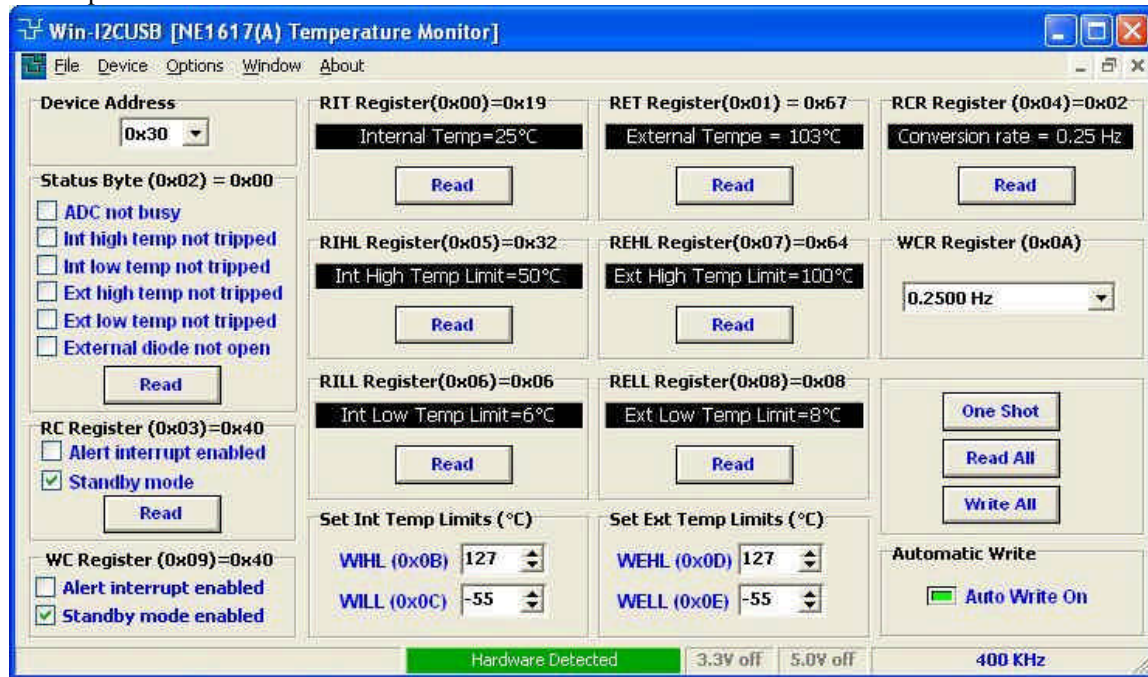 Win-I2CUSB [NE1617(A) Temperature Monitor]
File Device Options Window About
Device Address
0x30
Status Byte (0x02) = 0x00
ADC not busy
Int high temp not tripped
Int low temp not tripped
Ext high temp not tripped
Ext low temp not tripped
External diode not open
Read
RC Register (0x03)=0x40
Alert interrupt enabled
Standby mode
Read
WC Register (0x09)=0x40
Alert interrupt enabled
Standby mode enabled
RIT Register(0x00)=0x19
Internal Temp=25°C
Read
RIHL Register(0x05)=0x32
Int High Temp Limit=50°C
Read
RILL Register(0x06)=0x06
Int Low Temp Limit=6°C
Read
Set Int Temp Limits (°C)
WIHL (0x0B) 127
WILL (0x0C) -55
RET Register(0x01) = 0x67
External Tempe = 103°C
Read
REHL Register(0x07)=0x64
Ext High Temp Limit=100°C
Read
RELL Register(0x08)=0x08
Ext Low Temp Limit=8°C
Read
Set Ext Temp Limits (°C)
WEHL (0x0D) 127
WELL (0x0E) -55
RCR Register (0x04)=0x02
Conversion rate = 0.25 Hz
Read
WCR Register (0x0A)
0.2500 Hz
One Shot
Read All
Write All
Automatic Write
Auto Write On
Hardware Detected 3.3V off 5.0V off 400 KHz